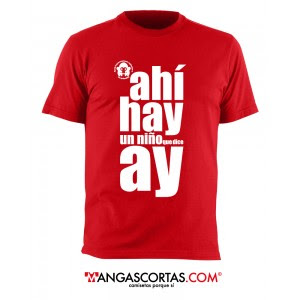 ahí
hay
un niño que dice
ay
MANGASCORTAS.COM®
camisetas porque sí